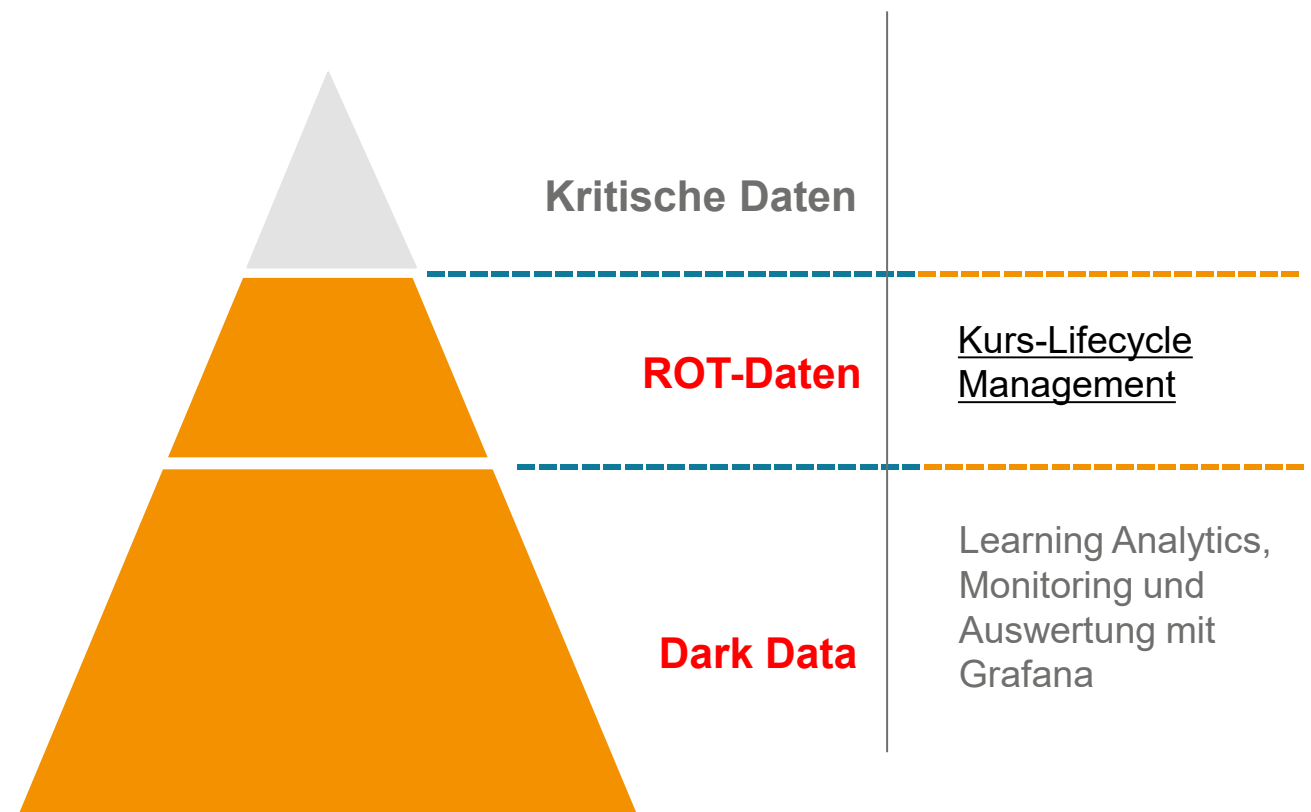 Kritische Daten
ROT-Daten
Kurs-Lifecycle
Management
Dark Data
Learning Analytics,
Monitoring und
Auswertung mit
Grafana